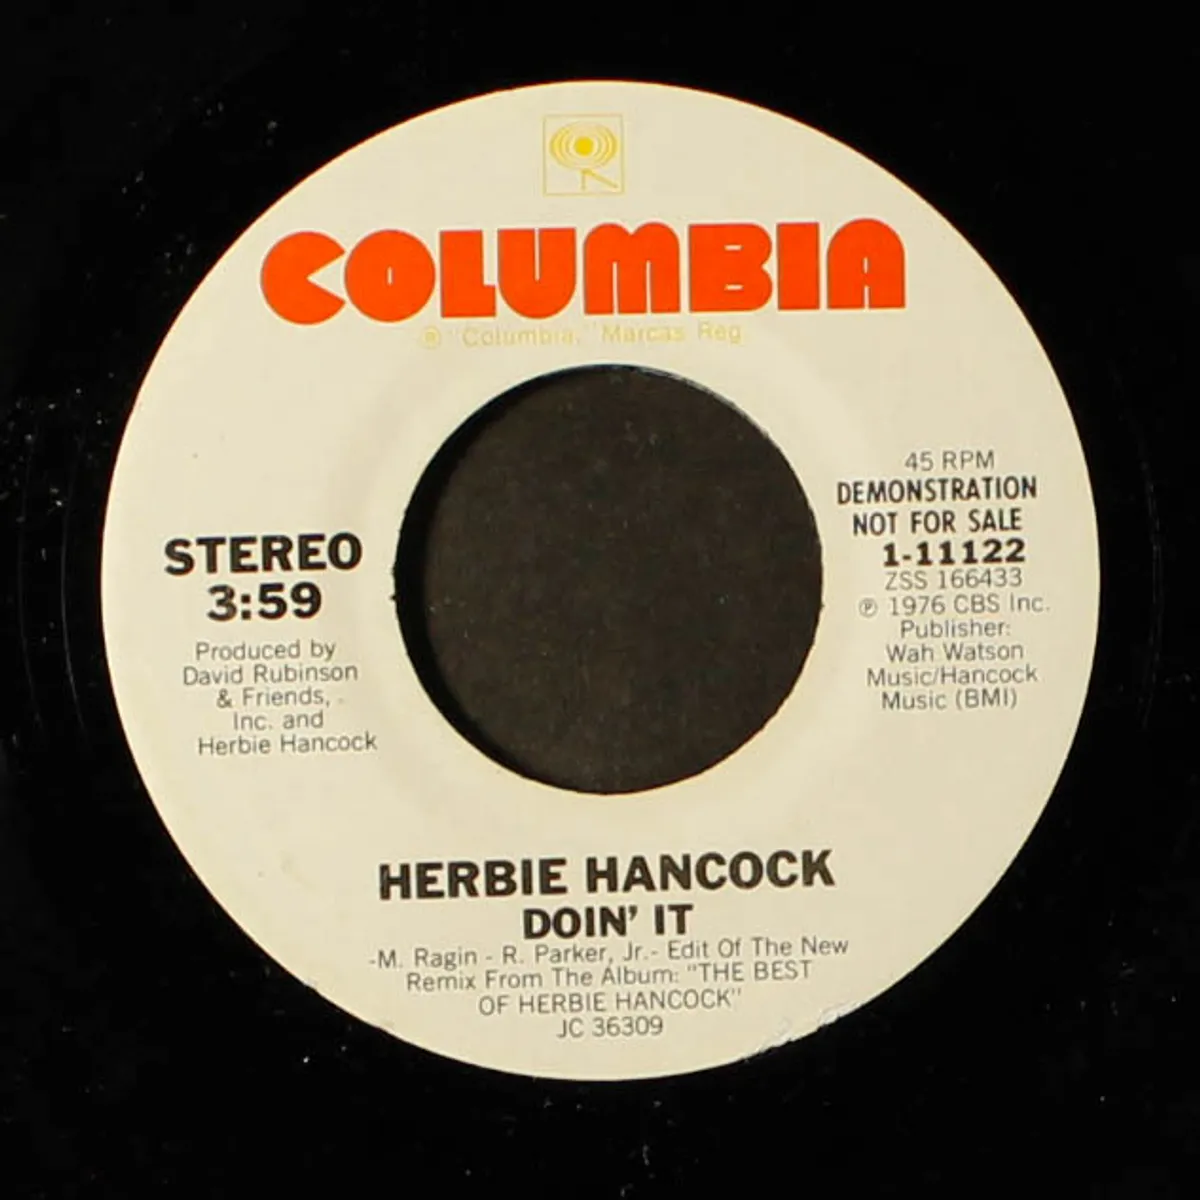 COLUMBIA
® "Columbia," Marcas Reg.
STEREO
3:59
Produced by
David Rubinson
& Friends,
Inc. and
Herbie Hancock
45 RPM
DEMONSTRATION
NOT FOR SALE
1-11122
ZSS 166433
℗ 1976 CBS Inc.
Publisher:
Wah Watson
Music/Hancock
Music (BMI)
HERBIE HANCOCK
DOIN' IT
-M. Ragin - R. Parker, Jr.- Edit Of The New
Remix From The Album: "THE BEST
OF HERBIE HANCOCK"
JC 36309